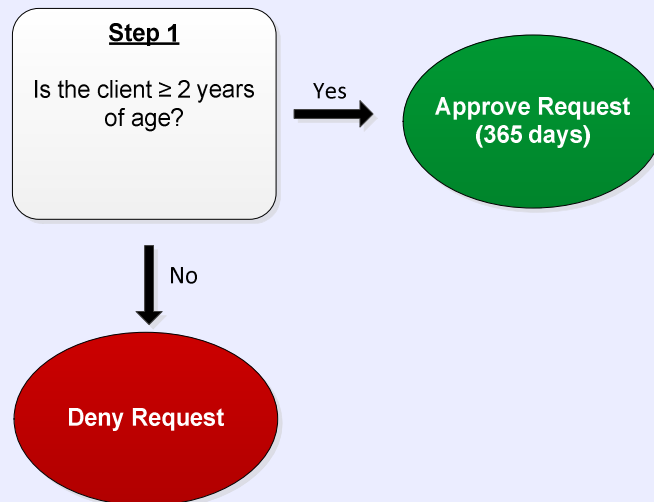 Step 1
Is the client ≥ 2 years
of age?
Yes
Approve Request
(365 days)
No
Deny Request